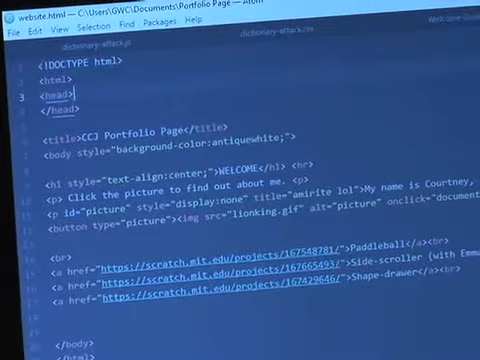 website.html — C:\Users\GWC\Documents\Portfolio Page — Atom
File Edit View Selection Find Packages Help
dictionary-attack.js dictionary-attack.css
<!DOCTYPE html>
<html>
3 <head>
</head>
<title>CCJ Portfolio Page</title>
<body style="background-color:antiquewhite;">
<h1 style="text-align:center;">WELCOME</h1> <hr>
<p> Click the picture to find out about me. <p>
<p id="picture" style="display:none" title="amirite lol">My name is Courtney,
<button type="picture"><img src="lionking.gif" alt="picture" onclick="document
<br>
<a href="https://scratch.mit.edu/projects/167548781/">Paddleball</a><br>
<a href="https://scratch.mit.edu/projects/167665493/">Side-scroller (with Emma
<a href="https://scratch.mit.edu/projects/167429646/">Shape-drawer</a><br>
</body>
</html>